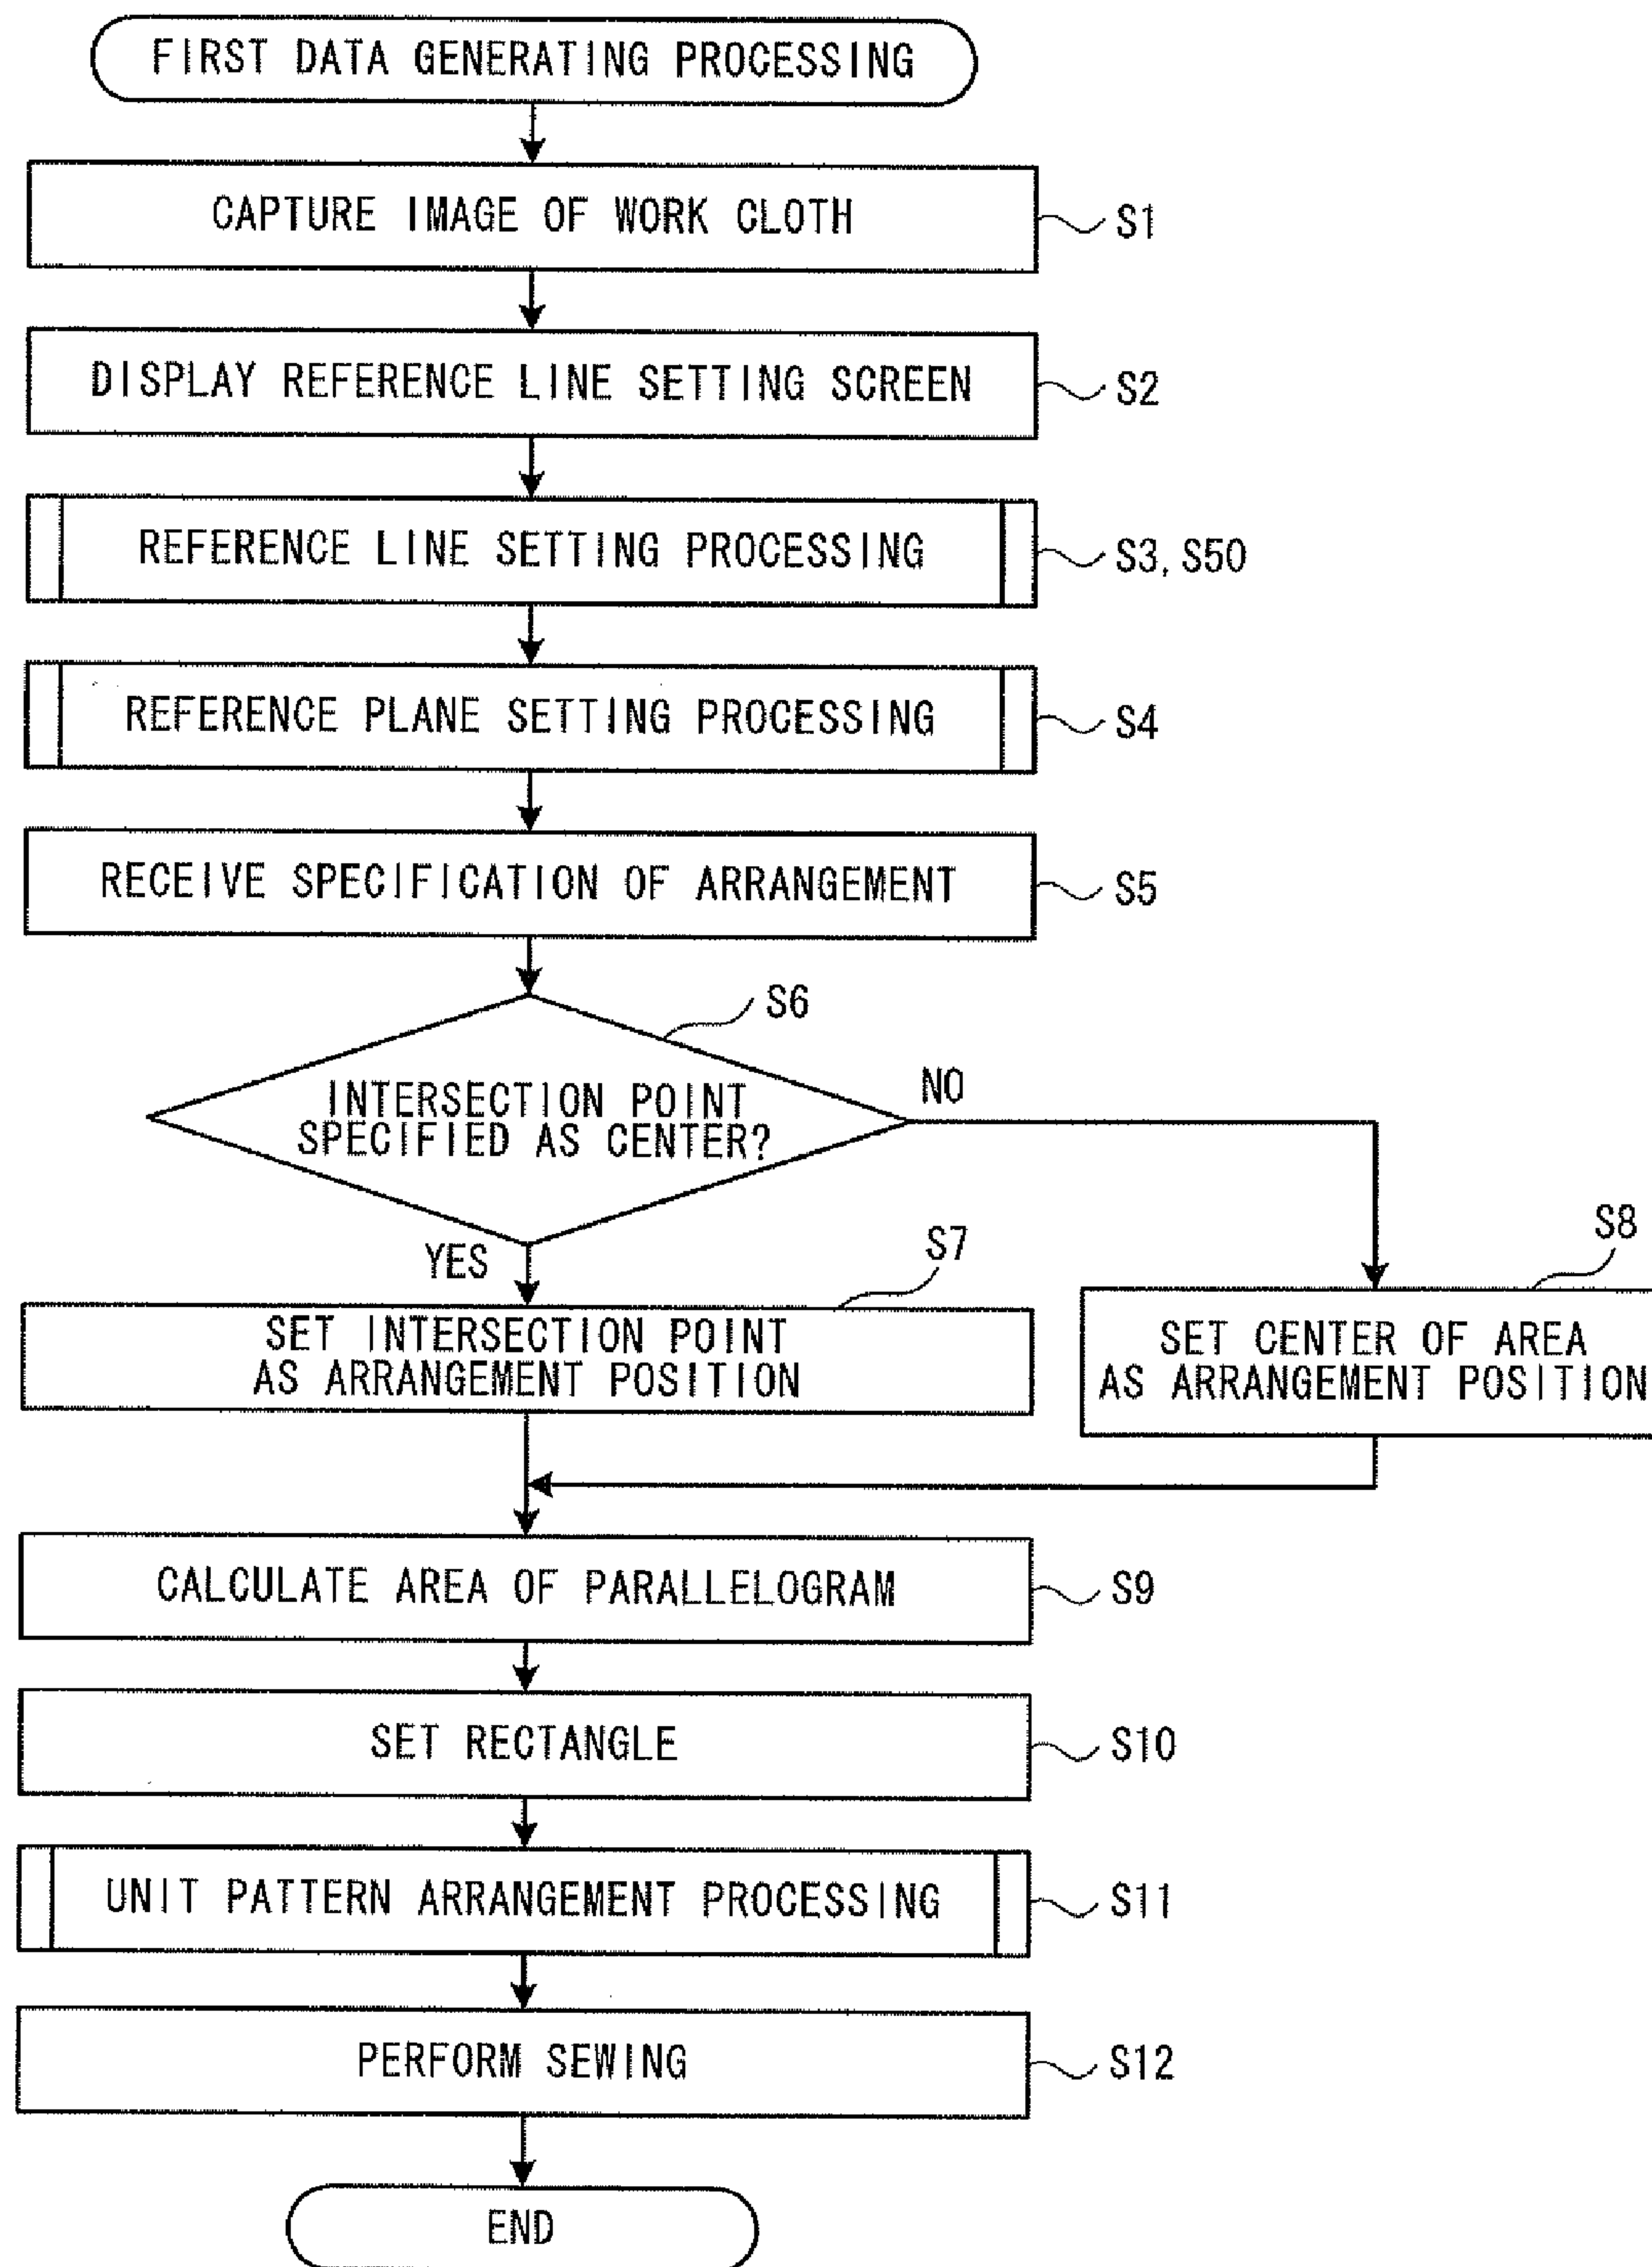 FIRST DATA GENERATING PROCESSING
CAPTURE IMAGE OF WORK CLOTH
S1
DISPLAY REFERENCE LINE SETTING SCREEN
S2
REFERENCE LINE SETTING PROCESSING
S3, S50
REFERENCE PLANE SETTING PROCESSING
S4
RECEIVE SPECIFICATION OF ARRANGEMENT
S5
S6
INTERSECTION POINT
SPECIFIED AS CENTER?
NO
YES
S7
SET INTERSECTION POINT
AS ARRANGEMENT POSITION
S8
SET CENTER OF AREA
AS ARRANGEMENT POSITION
CALCULATE AREA OF PARALLELOGRAM
S9
SET RECTANGLE
S10
UNIT PATTERN ARRANGEMENT PROCESSING
S11
PERFORM SEWING
S12
END